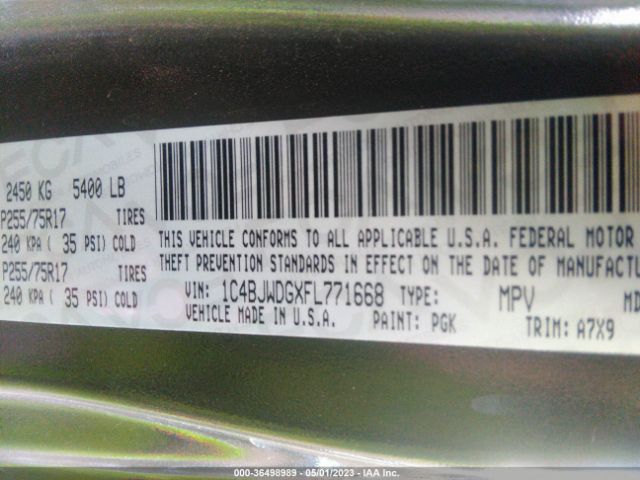 2450 KG 5400 LB
P255/75R17 TIRES
240 KPA ( 35 PSI) COLD
P255/75R17 TIRES
240 KPA ( 35 PSI) COLD
THIS VEHICLE CONFORMS TO ALL APPLICABLE U.S.A. FEDERAL MOTOR
THEFT PREVENTION STANDARDS IN EFFECT ON THE DATE OF MANUFACTU
VIN: 1C4BJWDGXFL771668 TYPE: MPV MD
VEHICLE MADE IN U.S.A. PAINT: PGK TRIM: A7X9
000-36498989 - 05/01/2023 - IAA Inc.